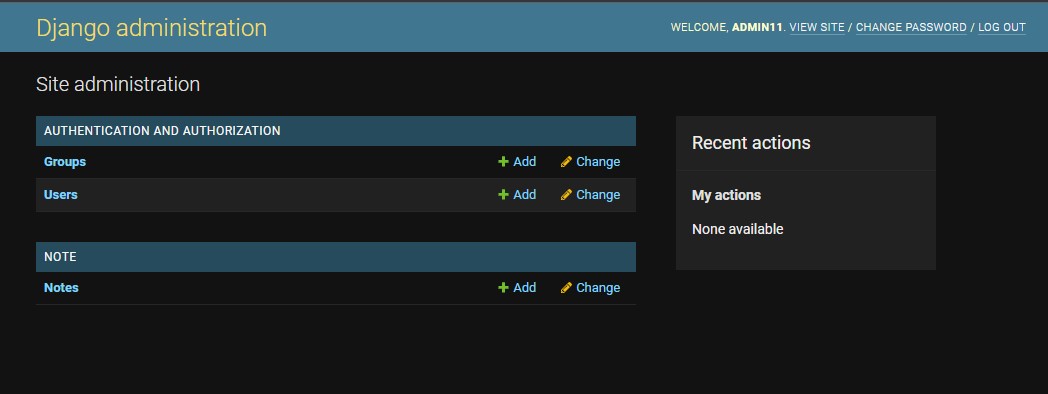 Django administration
WELCOME, ADMIN11. VIEW SITE / CHANGE PASSWORD / LOG OUT
Site administration
AUTHENTICATION AND AUTHORIZATION
Groups Add Change
Users Add Change
NOTE
Notes Add Change
Recent actions
My actions
None available